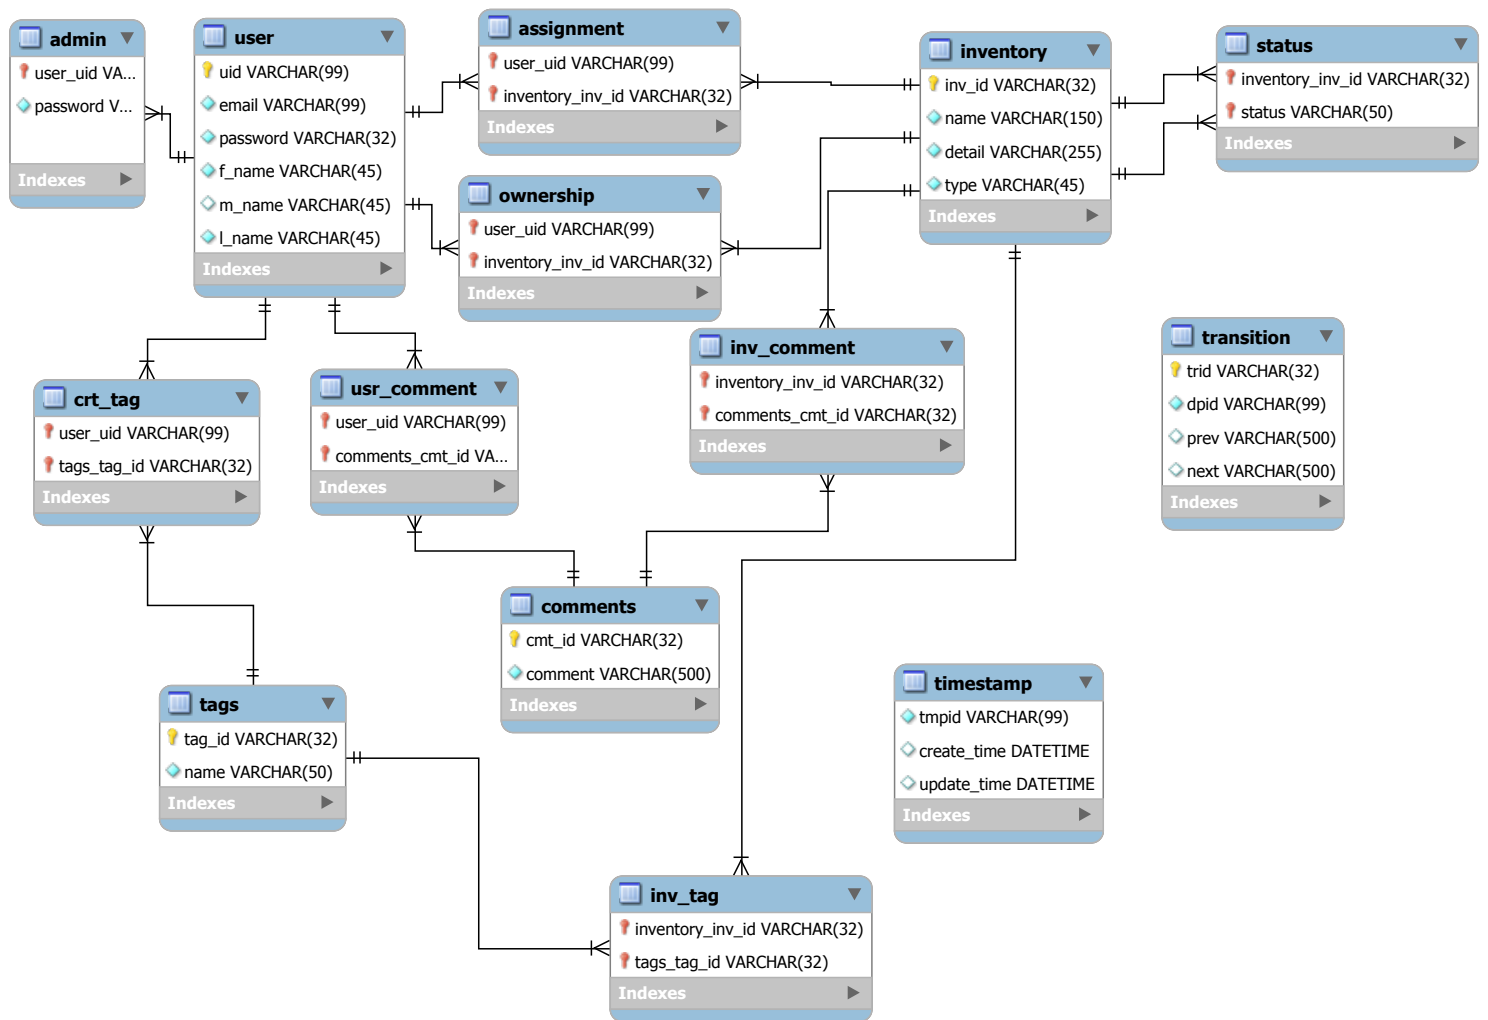 admin
user_uid VA...
password V...
Indexes
user
uid VARCHAR(99)
email VARCHAR(99)
password VARCHAR(32)
f_name VARCHAR(45)
m_name VARCHAR(45)
l_name VARCHAR(45)
Indexes
assignment
user_uid VARCHAR(99)
inventory_inv_id VARCHAR(32)
Indexes
ownership
user_uid VARCHAR(99)
inventory_inv_id VARCHAR(32)
Indexes
inventory
inv_id VARCHAR(32)
name VARCHAR(150)
detail VARCHAR(255)
type VARCHAR(45)
Indexes
status
inventory_inv_id VARCHAR(32)
status VARCHAR(50)
Indexes
crt_tag
user_uid VARCHAR(99)
tags_tag_id VARCHAR(32)
Indexes
usr_comment
user_uid VARCHAR(99)
comments_cmt_id VA...
Indexes
inv_comment
inventory_inv_id VARCHAR(32)
comments_cmt_id VARCHAR(32)
Indexes
transition
trid VARCHAR(32)
dpid VARCHAR(99)
prev VARCHAR(500)
next VARCHAR(500)
Indexes
comments
cmt_id VARCHAR(32)
comment VARCHAR(500)
Indexes
tags
tag_id VARCHAR(32)
name VARCHAR(50)
Indexes
timestamp
tmpid VARCHAR(99)
create_time DATETIME
update_time DATETIME
Indexes
inv_tag
inventory_inv_id VARCHAR(32)
tags_tag_id VARCHAR(32)
Indexes